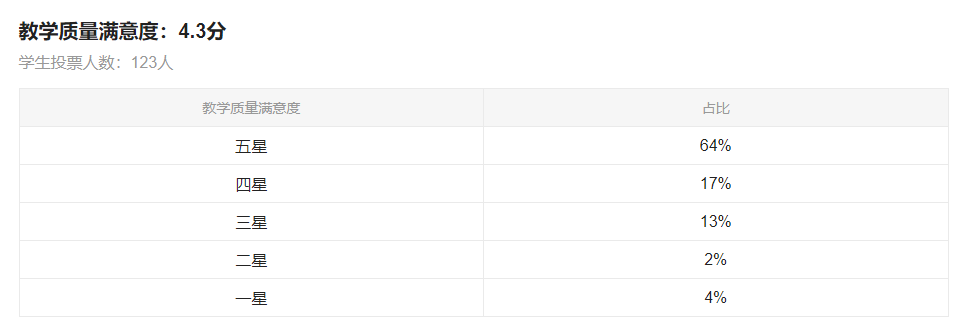 教学质量满意度：4.3分
学生投票人数：123人
教学质量满意度 占比
五星 64%
四星 17%
三星 13%
二星 2%
一星 4%